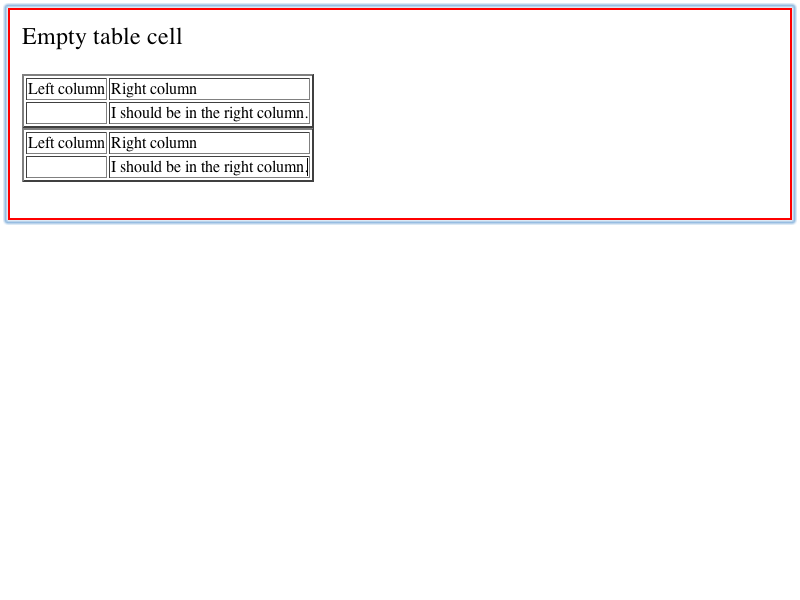 Empty table cell
Left column Right column
I should be in the right column.
Left column Right column
I should be in the right column.